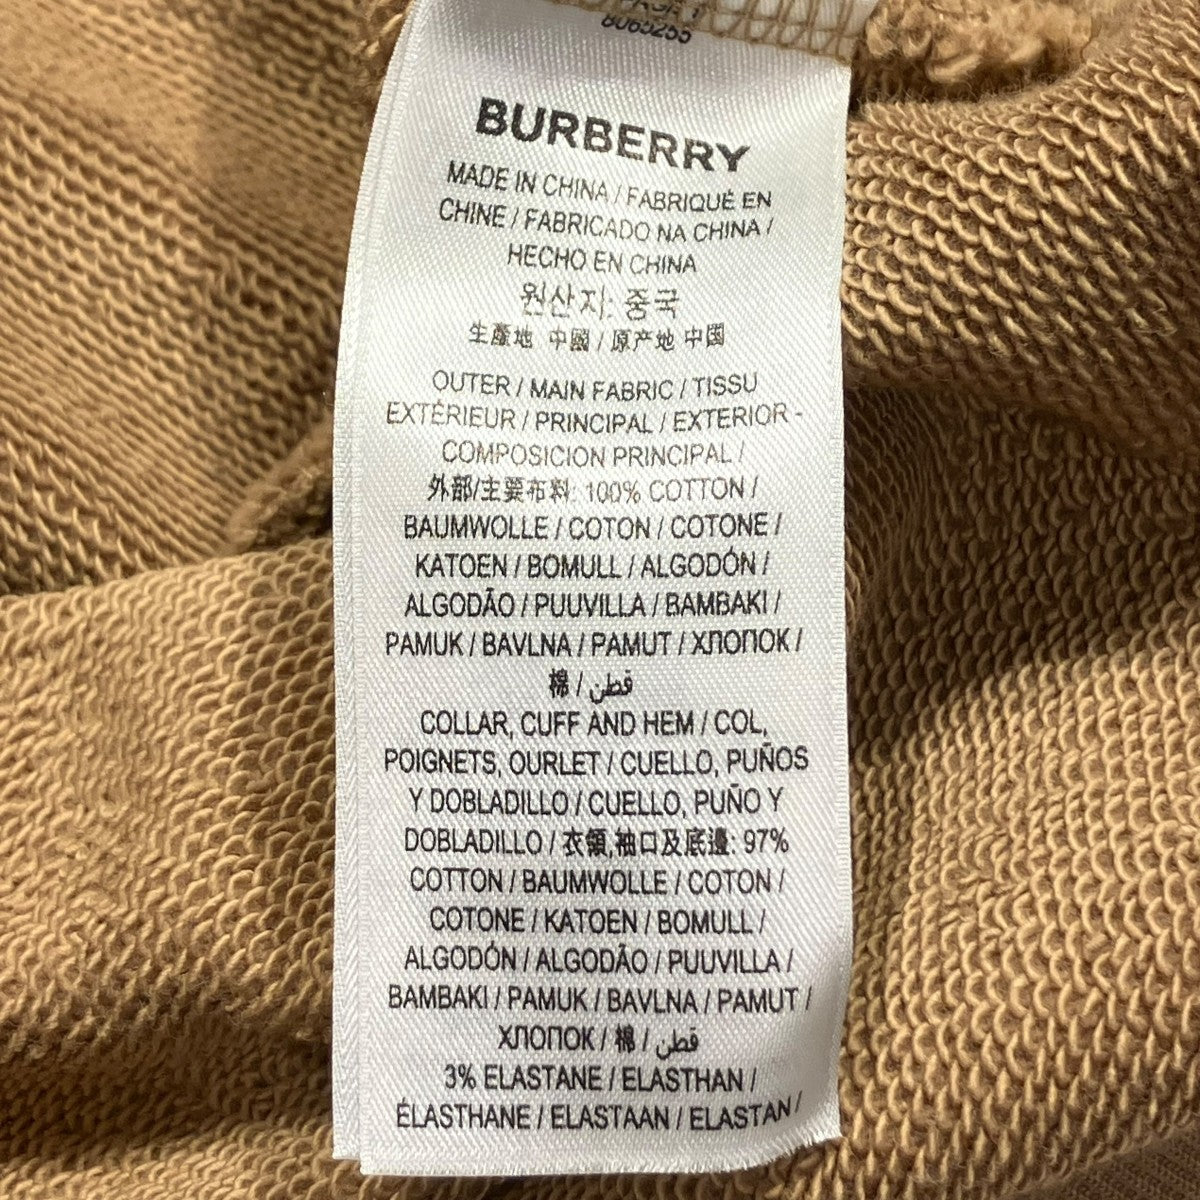 8065255
BURBERRY
MADE IN CHINA / FABRIQUÉ EN
CHINE / FABRICADO NA CHINA /
HECHO EN CHINA
원산지: 중국
生產地 中國 / 原产地 中国
OUTER / MAIN FABRIC / TISSU
EXTÉRIEUR / PRINCIPAL / EXTERIOR -
COMPOSICION PRINCIPAL /
外部/主要布料: 100% COTTON /
BAUMWOLLE / COTON / COTONE /
KATOEN / BOMULL / ALGODÓN /
ALGODÃO / PUUVILLA / BAMBAKI /
PAMUK / BAVLNA / PAMUT / ХЛОПОК /
棉 / قطن
COLLAR, CUFF AND HEM / COL,
POIGNETS, OURLET / CUELLO, PUÑOS
Y DOBLADILLO / CUELLO, PUÑO Y
DOBLADILLO / 衣領,袖口及底邊: 97%
COTTON / BAUMWOLLE / COTON /
COTONE / KATOEN / BOMULL /
ALGODÓN / ALGODÃO / PUUVILLA /
BAMBAKI / PAMUK / BAVLNA / PAMUT /
ХЛОПОК / 棉 / قطن
3% ELASTANE / ELASTHAN /
ÉLASTHANE / ELASTAAN / ELASTAN /